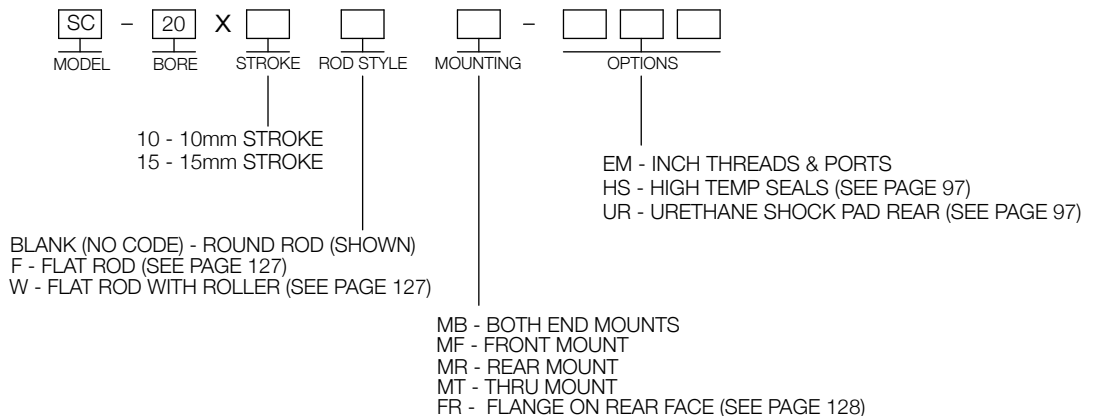 SC – 20 X –
MODEL BORE STROKE ROD STYLE MOUNTING OPTIONS
10 - 10mm STROKE
15 - 15mm STROKE
EM - INCH THREADS & PORTS
HS - HIGH TEMP SEALS (SEE PAGE 97)
UR - URETHANE SHOCK PAD REAR (SEE PAGE 97)
BLANK (NO CODE) - ROUND ROD (SHOWN)
F - FLAT ROD (SEE PAGE 127)
W - FLAT ROD WITH ROLLER (SEE PAGE 127)
MB - BOTH END MOUNTS
MF - FRONT MOUNT
MR - REAR MOUNT
MT - THRU MOUNT
FR - FLANGE ON REAR FACE (SEE PAGE 128)